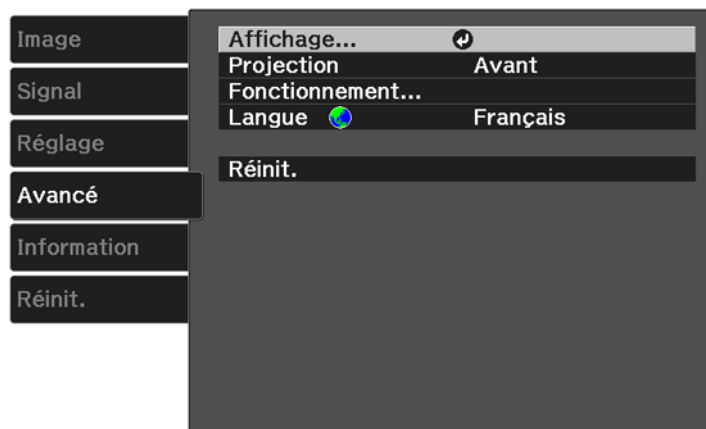 Image
Signal
Réglage
Avancé
Information
Réinit.
Affichage...
Projection Avant
Fonctionnement...
Langue Français
Réinit.